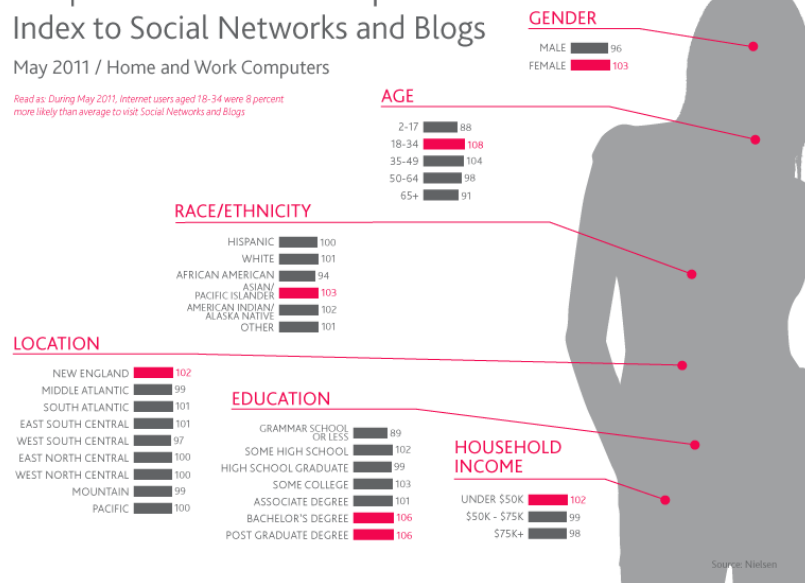 Index to Social Networks and Blogs
May 2011 / Home and Work Computers
Read as: During May 2011, Internet users aged 18-34 were 8 percent
more likely than average to visit Social Networks and Blogs
GENDER
MALE 96
FEMALE 103
AGE
2-17 88
18-34 108
35-49 104
50-64 98
65+ 91
RACE/ETHNICITY
HISPANIC 100
WHITE 101
AFRICAN AMERICAN 94
ASIAN/
PACIFIC ISLANDER 103
AMERICAN INDIAN/
ALASKA NATIVE 102
OTHER 101
LOCATION
NEW ENGLAND 102
MIDDLE ATLANTIC 99
SOUTH ATLANTIC 101
EAST SOUTH CENTRAL 101
WEST SOUTH CENTRAL 97
EAST NORTH CENTRAL 100
WEST NORTH CENTRAL 100
MOUNTAIN 99
PACIFIC 100
EDUCATION
GRAMMAR SCHOOL
OR LESS 89
SOME HIGH SCHOOL 102
HIGH SCHOOL GRADUATE 99
SOME COLLEGE 103
ASSOCIATE DEGREE 101
BACHELOR'S DEGREE 106
POST GRADUATE DEGREE 106
HOUSEHOLD
INCOME
UNDER $50K 102
$50K - $75K 99
$75K+ 98
Source: Nielsen